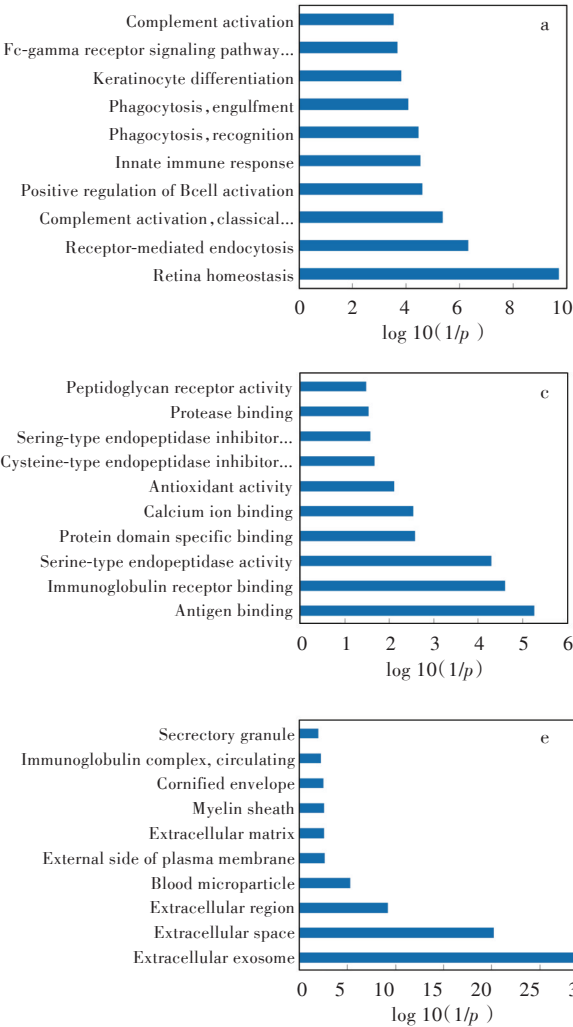 Complement activation
a
Fc-gamma receptor signaling pathway...
Keratinocyte differentiation
Phagocytosis,engulfment
Phagocytosis,recognition
Innate immune response
Positive regulation of Bcell activation
Complement activation,classical...
Receptor-mediated endocytosis
Retina homeostasis
0 2 4 6 8 10
log 10(1/p )
Peptidoglycan receptor activity
c
Protease binding
Sering-type endopeptidase inhibitor...
Cysteine-type endopeptidase inhibitor...
Antioxidant activity
Calcium ion binding
Protein domain specific binding
Serine-type endopeptidase activity
Immunoglobulin receptor binding
Antigen binding
0 1 2 3 4 5 6
log 10(1/p)
Secrectory granule
e
Immunoglobulin complex, circulating
Cornified envelope
Myelin sheath
Extracellular matrix
External side of plasma membrane
Blood microparticle
Extracellular region
Extracellular space
Extracellular exosome
0 5 10 15 20 25
log 10(1/p )